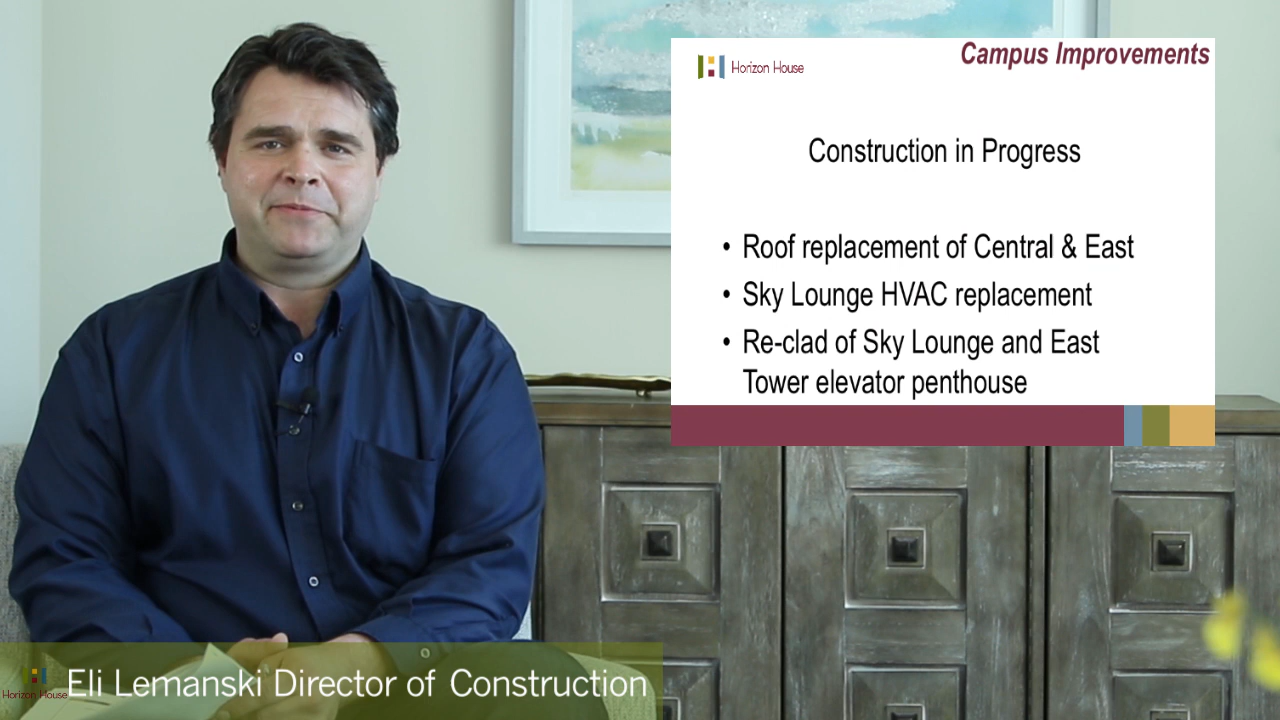 Campus Improvements
Horizon House
Construction in Progress
• Roof replacement of Central & East
• Sky Lounge HVAC replacement
• Re-clad of Sky Lounge and East
Tower elevator penthouse
Eli Lemanski Director of Construction
Horizon House